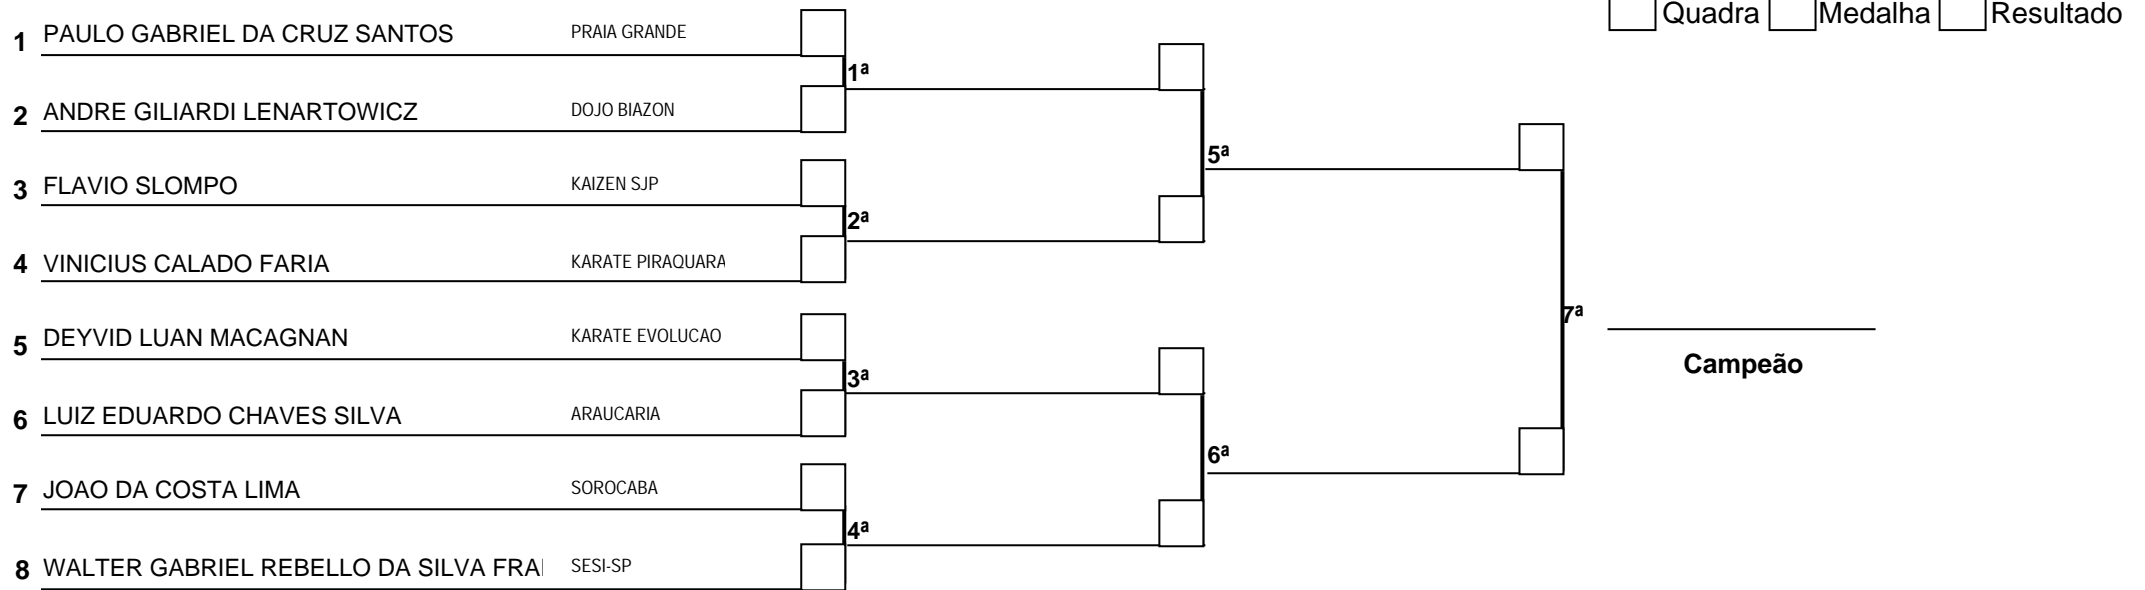 Quadra Medalha Resultado
1 PAULO GABRIEL DA CRUZ SANTOS PRAIA GRANDE
1ª
2 ANDRE GILIARDI LENARTOWICZ DOJO BIAZON
5ª
3 FLAVIO SLOMPO KAIZEN SJP
2ª
4 VINICIUS CALADO FARIA KARATE PIRAQUARA
7ª
5 DEYVID LUAN MACAGNAN KARATE EVOLUCAO
Campeão
3ª
6 LUIZ EDUARDO CHAVES SILVA ARAUCARIA
6ª
7 JOAO DA COSTA LIMA SOROCABA
4ª
8 WALTER GABRIEL REBELLO DA SILVA FRA SESI-SP